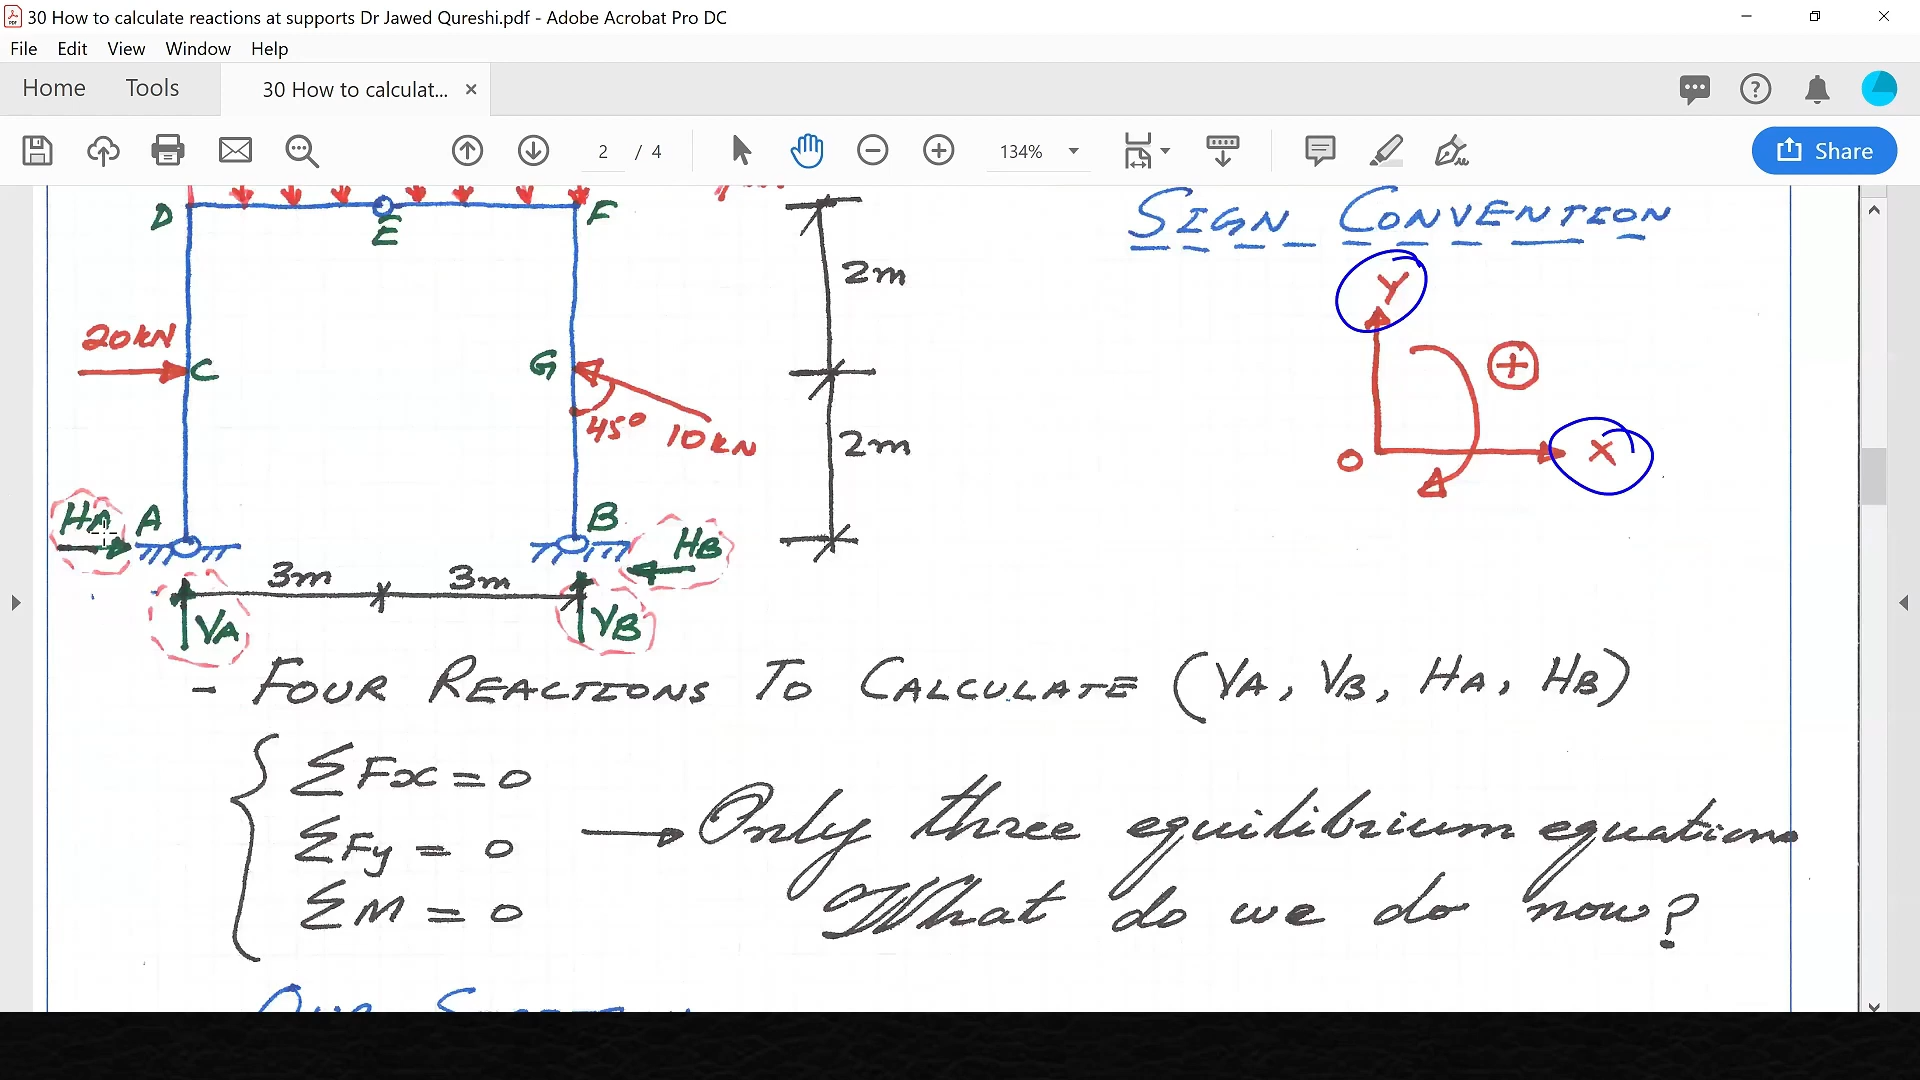 30 How to calculate reactions at supports Dr Jawed Qureshi.pdf - Adobe Acrobat Pro DC
File Edit View Window Help
Home Tools 30 How to calculat...
2 / 4 134% Share
SIGN CONVENTION
D E F
2m
Y
20kN
C G
+
45° 10kN
2m
O X
HA A B HB
3m 3m
VA VB
- FOUR REACTIONS TO CALCULATE (VA, VB, HA, HB)
ΣFx = 0
ΣFy = 0
ΣM = 0
→ Only three equilibrium equations
What do we do now?